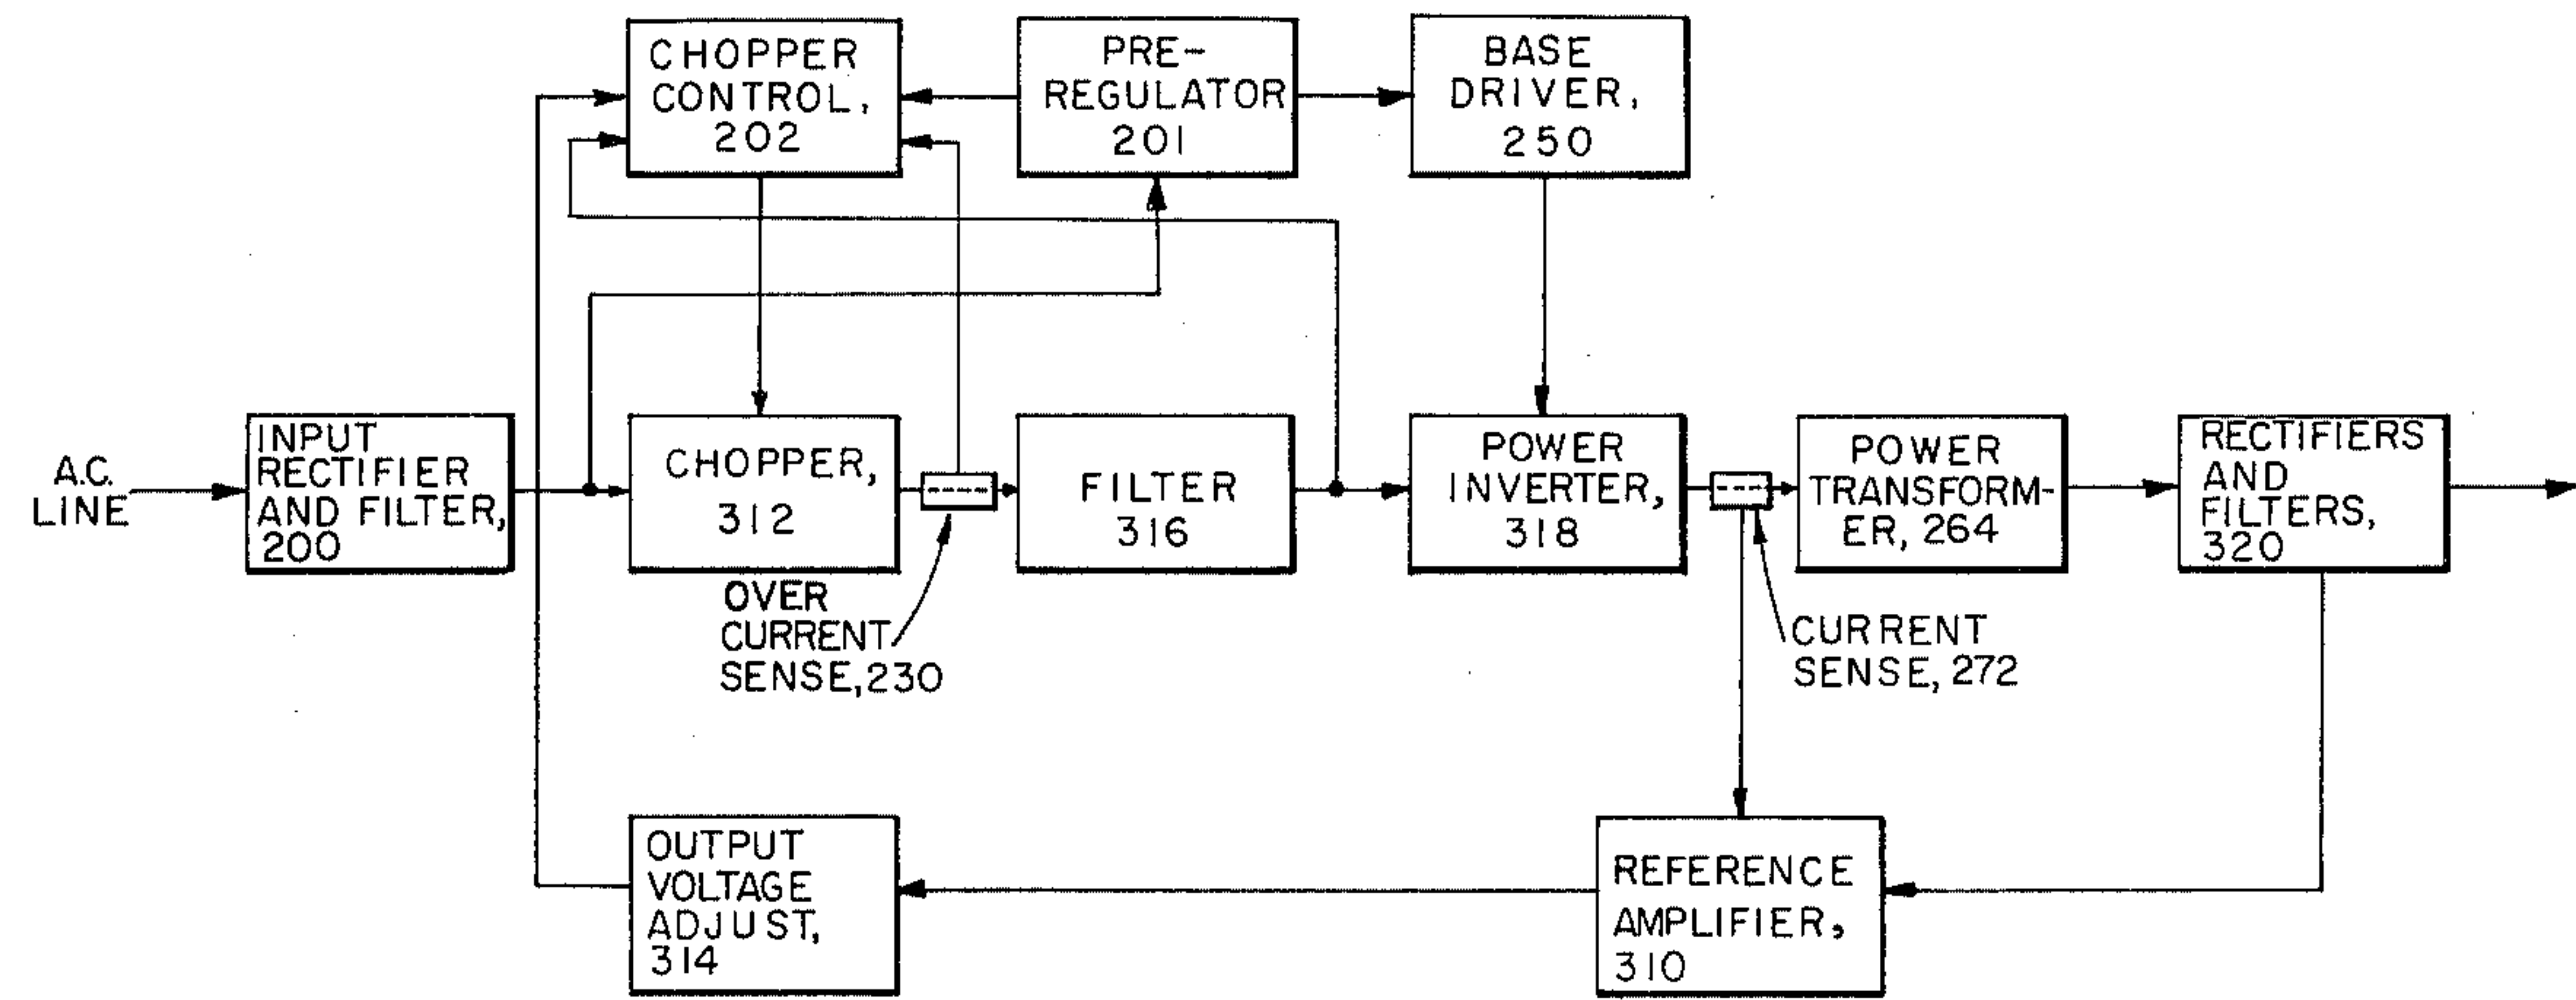 CHOPPER
CONTROL,
202
PRE-
REGULATOR
201
BASE
DRIVER,
250
A.C.
LINE
INPUT
RECTIFIER
AND FILTER,
200
CHOPPER,
312
OVER
CURRENT
SENSE, 230
FILTER
316
POWER
INVERTER,
318
CURRENT
SENSE, 272
POWER
TRANSFORM-
ER, 264
RECTIFIERS
AND
FILTERS,
320
OUTPUT
VOLTAGE
ADJUST,
314
REFERENCE
AMPLIFIER,
310